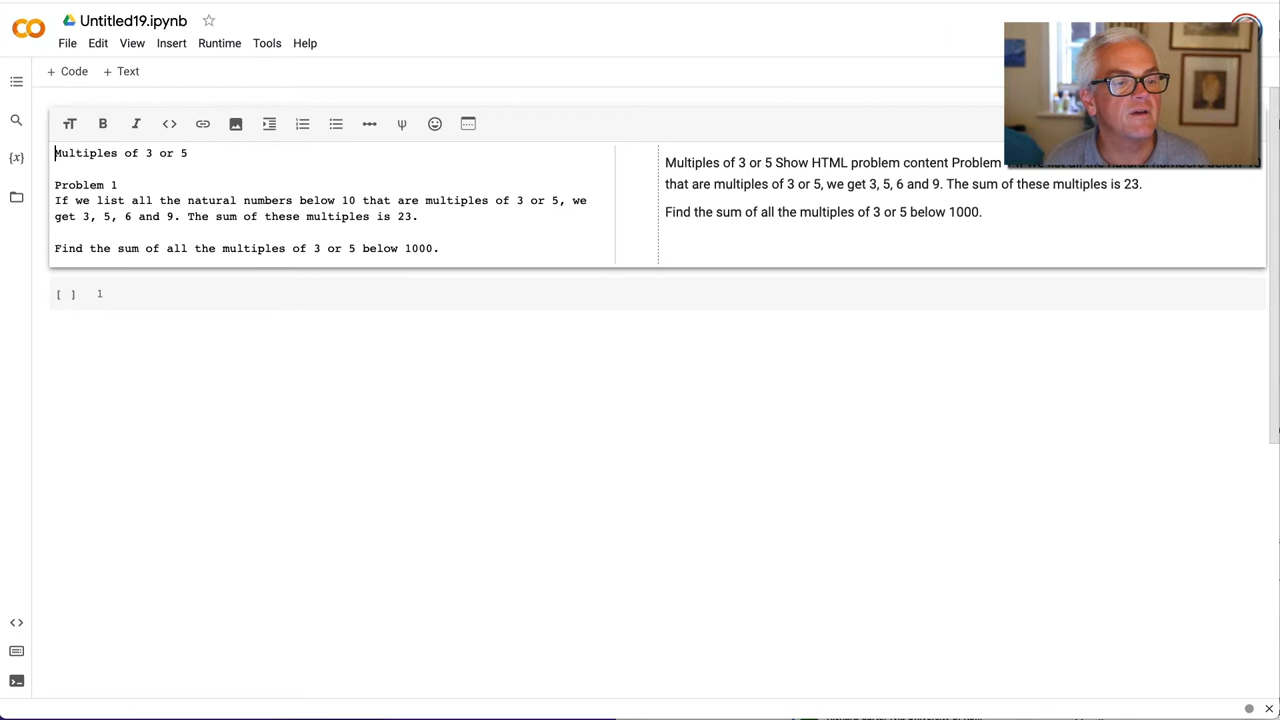 Untitled19.ipynb
File Edit View Insert Runtime Tools Help
+ Code + Text
Multiples of 3 or 5
Problem 1
If we list all the natural numbers below 10 that are multiples of 3 or 5, we
get 3, 5, 6 and 9. The sum of these multiples is 23.
Find the sum of all the multiples of 3 or 5 below 1000.
Multiples of 3 or 5 Show HTML problem content Problem
that are multiples of 3 or 5, we get 3, 5, 6 and 9. The sum of these multiples is 23.
Find the sum of all the multiples of 3 or 5 below 1000.
[ ] 1